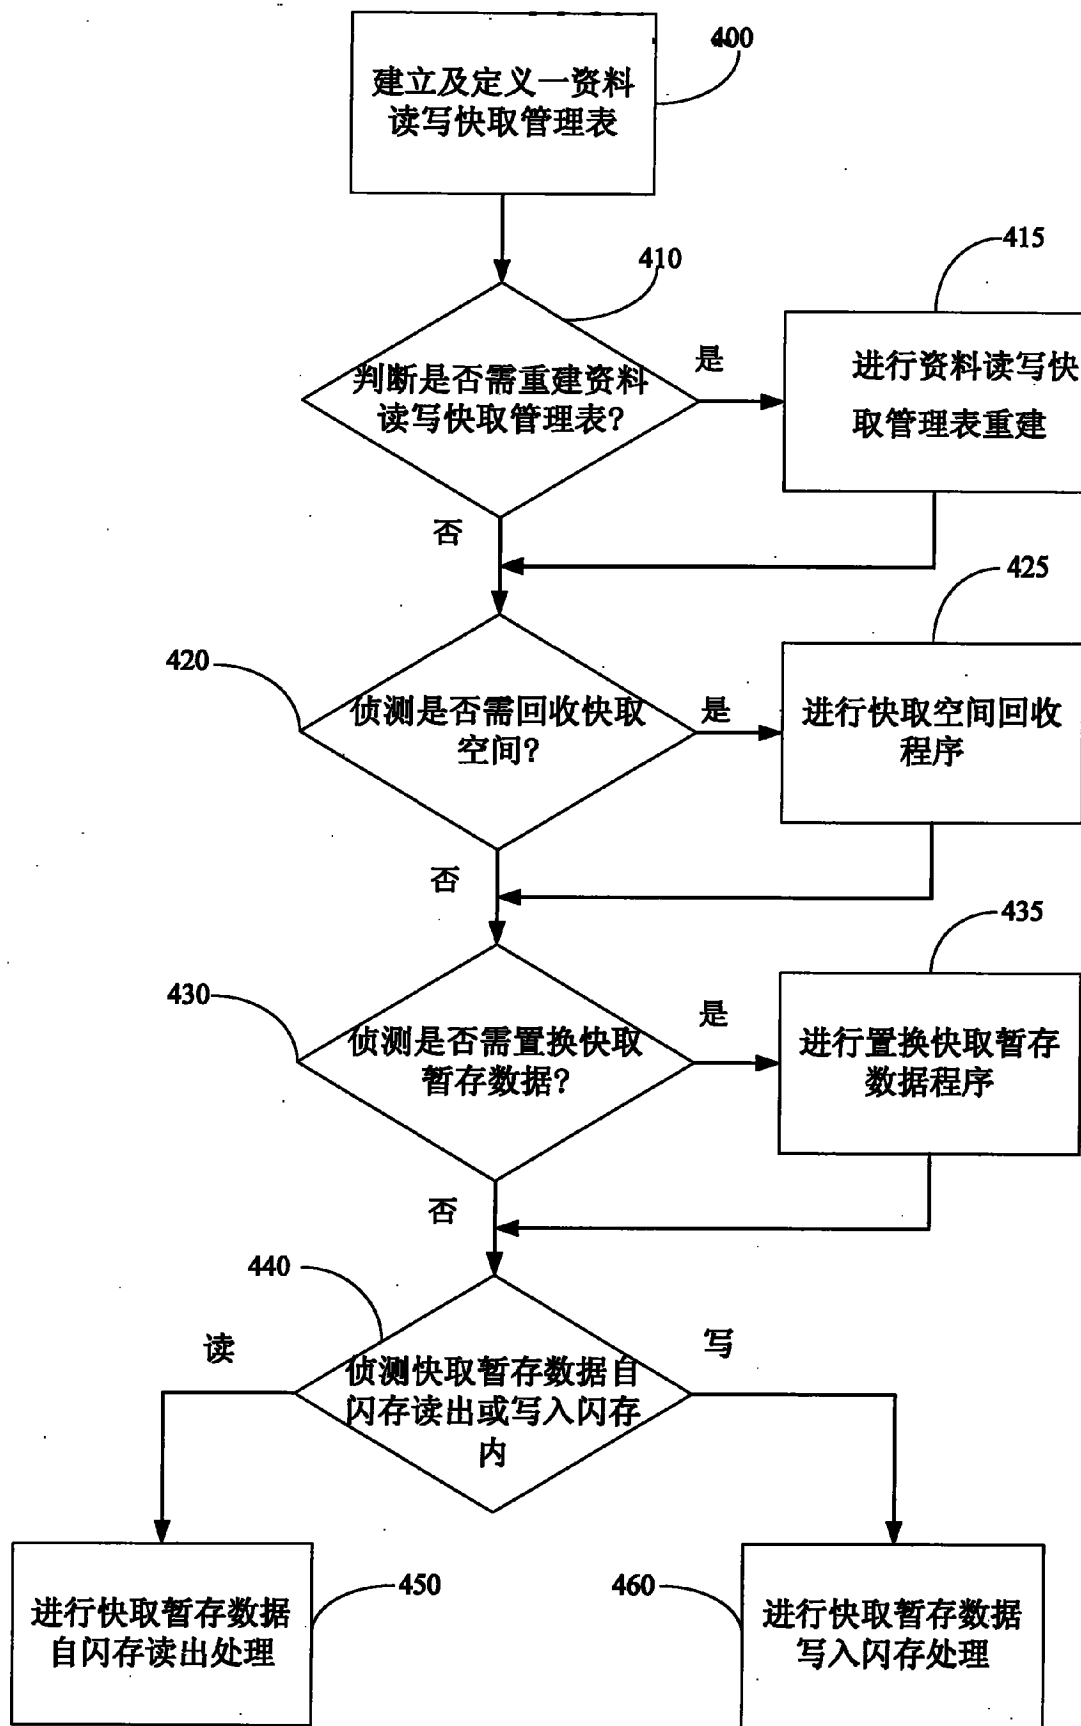 400
建立及定义一资料
读写快取管理表
415
410
判断是否需重建资料
读写快取管理表?
是
进行资料读写快
取管理表重建
否
425
420
侦测是否需回收快取
空间?
是
进行快取空间回收
程序
否
435
430
侦测是否需置换快取
暂存数据?
是
进行置换快取暂存
数据程序
否
440
读
写
侦测快取暂存数据自
闪存读出或写入闪存
内
450
进行快取暂存数据
自闪存读出处理
460
进行快取暂存数据
写入闪存处理